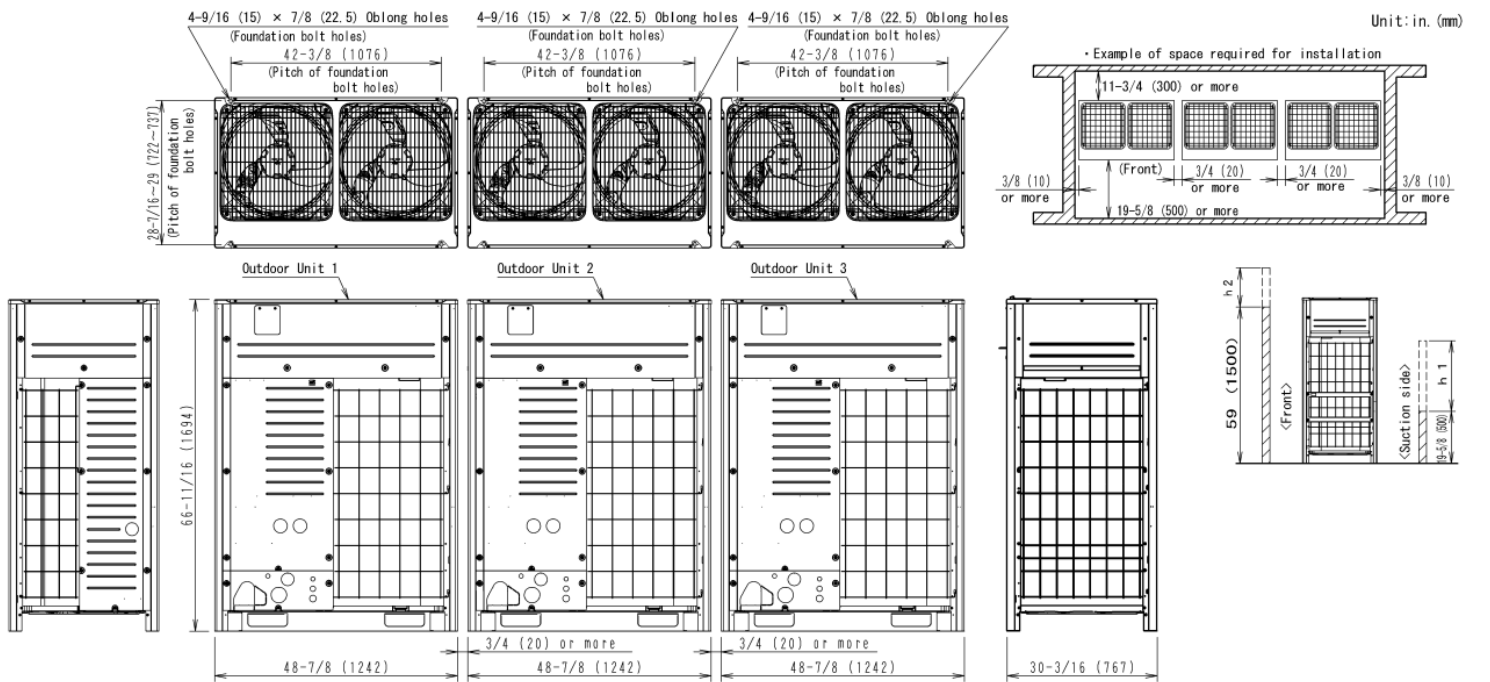 4-9/16 (15) × 7/8 (22.5) Oblong holes
(Foundation bolt holes)
42-3/8 (1076)
(Pitch of foundation
bolt holes)
4-9/16 (15) × 7/8 (22.5) Oblong holes
(Foundation bolt holes)
42-3/8 (1076)
(Pitch of foundation
bolt holes)
4-9/16 (15) × 7/8 (22.5) Oblong holes
(Foundation bolt holes)
42-3/8 (1076)
(Pitch of foundation
bolt holes)
Unit:in. (mm)
・Example of space required for installation
11-3/4 (300) or more
(Front)
3/4 (20)
or more
3/4 (20)
or more
3/8 (10)
or more
3/8 (10)
or more
19-5/8 (500) or more
28-7/16~29 (722~737)
(Pitch of foundation
bolt holes)
Outdoor Unit 1
Outdoor Unit 2
Outdoor Unit 3
66-11/16 (1694)
h2
59 (1500)
<Front>
<Suction side>
h1
19-5/8 (500)
3/4 (20) or more
3/4 (20) or more
48-7/8 (1242)
48-7/8 (1242)
48-7/8 (1242)
30-3/16 (767)